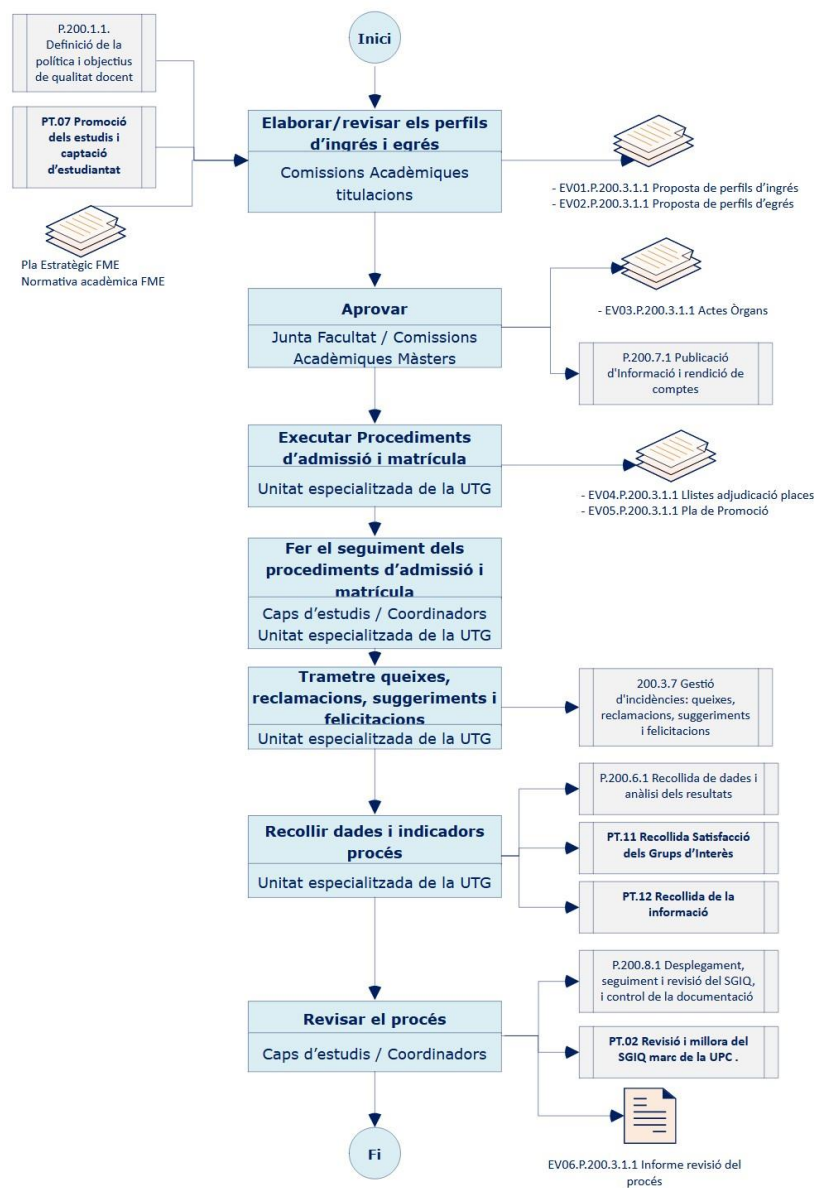 P.200.1.1.
Definició de la
política i objectius
de qualitat docent
Inici
PT.07 Promoció
dels estudis i
captació
d'estudiantat
Elaborar/revisar els perfils
d'ingrés i egrés
Comissions Acadèmiques
titulacions
- EV01.P.200.3.1.1 Proposta de perfils d'ingrés
- EV02.P.200.3.1.1 Proposta de perfils d'egrés
Pla Estratègic FME
Normativa acadèmica FME
Aprovar
Junta Facultat / Comissions
Acadèmiques Màsters
- EV03.P.200.3.1.1 Actes Òrgans
P.200.7.1 Publicació
d'Informació i rendició de
comptes
Executar Procediments
d'admissió i matrícula
Unitat especialitzada de la UTG
- EV04.P.200.3.1.1 Llistes adjudicació places
- EV05.P.200.3.1.1 Pla de Promoció
Fer el seguiment dels
procediments d'admissió i
matrícula
Caps d'estudis / Coordinadors
Unitat especialitzada de la UTG
Trametre queixes,
reclamacions, suggeriments i
felicitacions
Unitat especialitzada de la UTG
200.3.7 Gestió
d'incidències: queixes,
reclamacions, suggeriments
i felicitacions
P.200.6.1 Recollida de dades i
anàlisi dels resultats
Recollir dades i indicadors
procés
Unitat especialitzada de la UTG
PT.11 Recollida Satisfacció
dels Grups d'Interès
PT.12 Recollida de la
informació
P.200.8.1 Desplegament,
seguiment i revisió del SGIQ,
i control de la documentació
Revisar el procés
Caps d'estudis / Coordinadors
PT.02 Revisió i millora del
SGIQ marc de la UPC .
Fi
EV06.P.200.3.1.1 Informe revisió del
procés